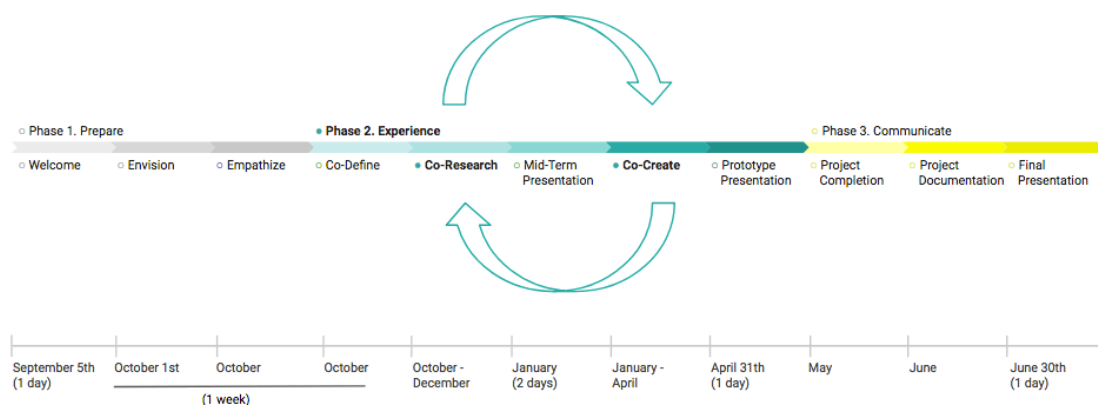 Phase 1. Prepare
Phase 2. Experience
Phase 3. Communicate
Welcome
Envision
Empathize
Co-Define
Co-Research
Mid-Term
Presentation
Co-Create
Prototype
Presentation
Project
Completion
Project
Documentation
Final
Presentation
September 5th
(1 day)
October 1st
October
October
(1 week)
October -
December
January
(2 days)
January -
April
April 31th
(1 day)
May
June
June 30th
(1 day)